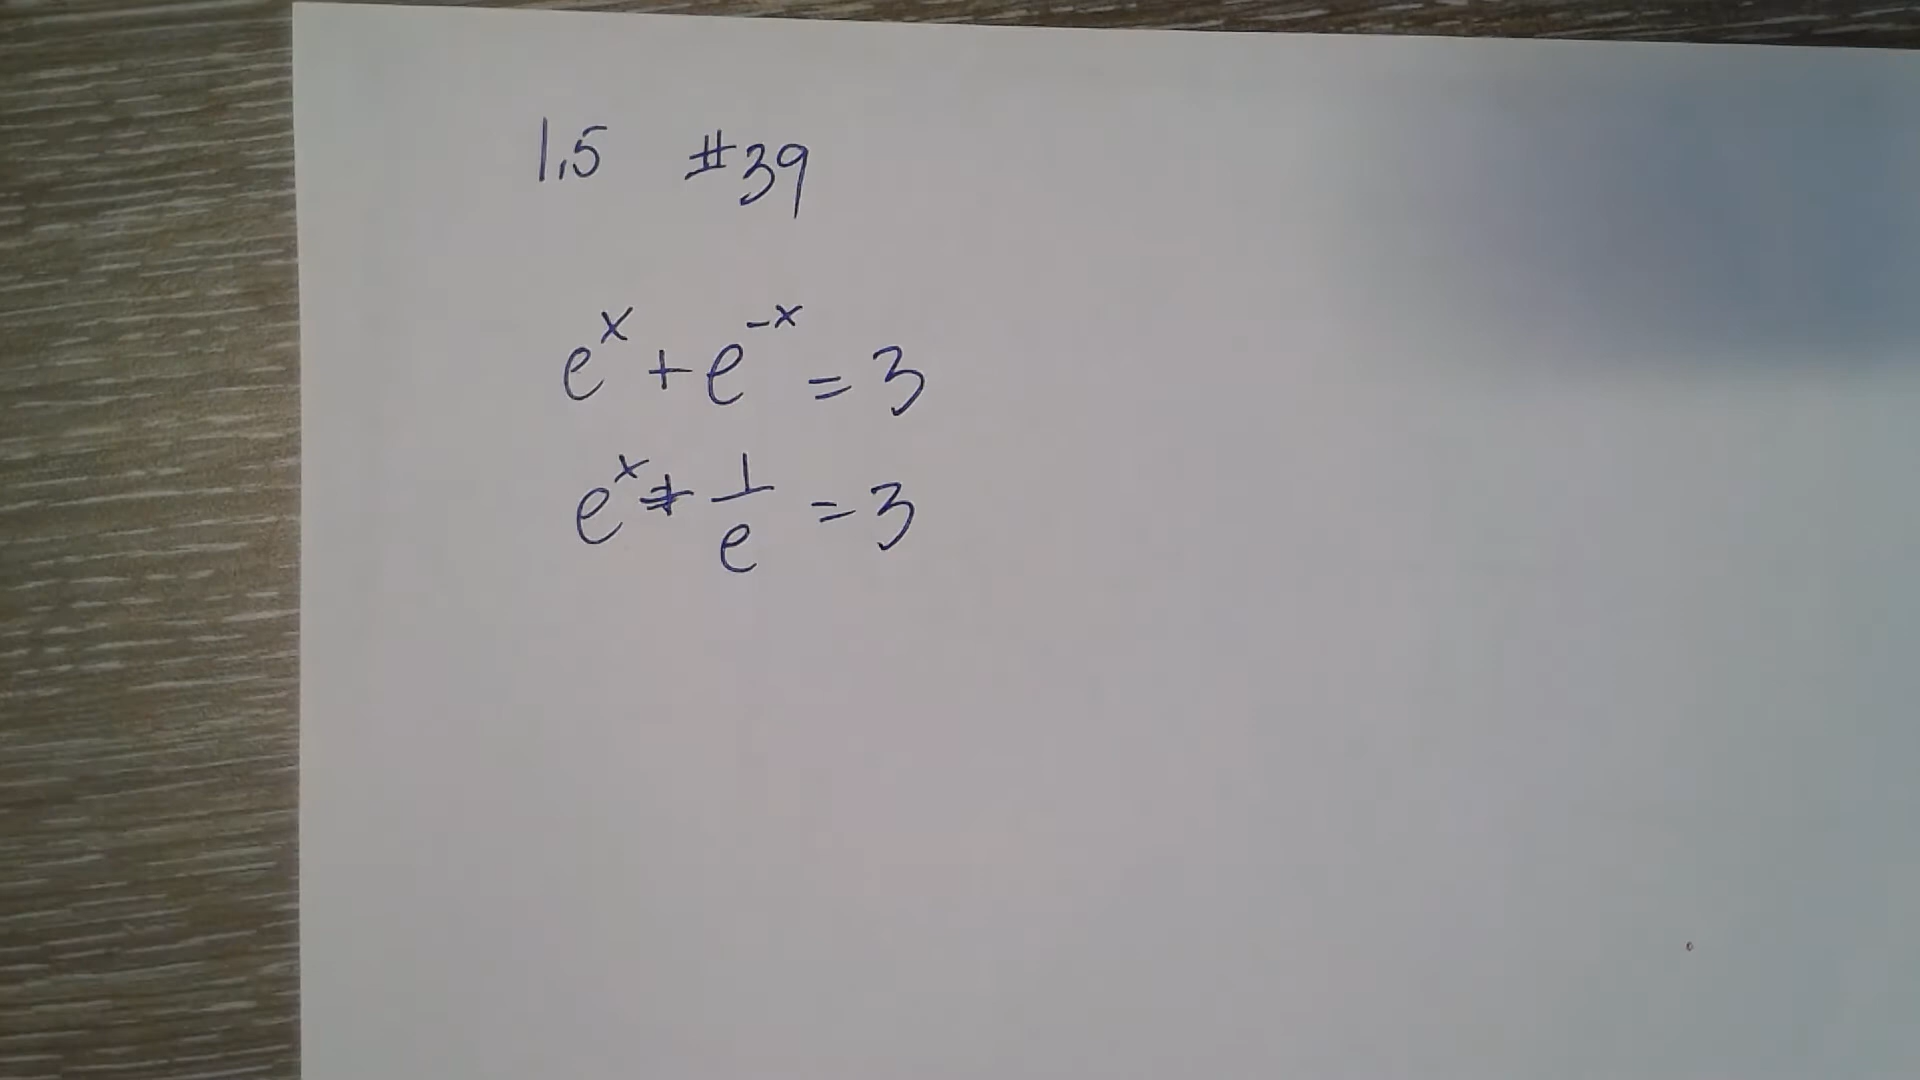 1.5 #39
e^x + e^-x = 3
e^x + 1/e = 3